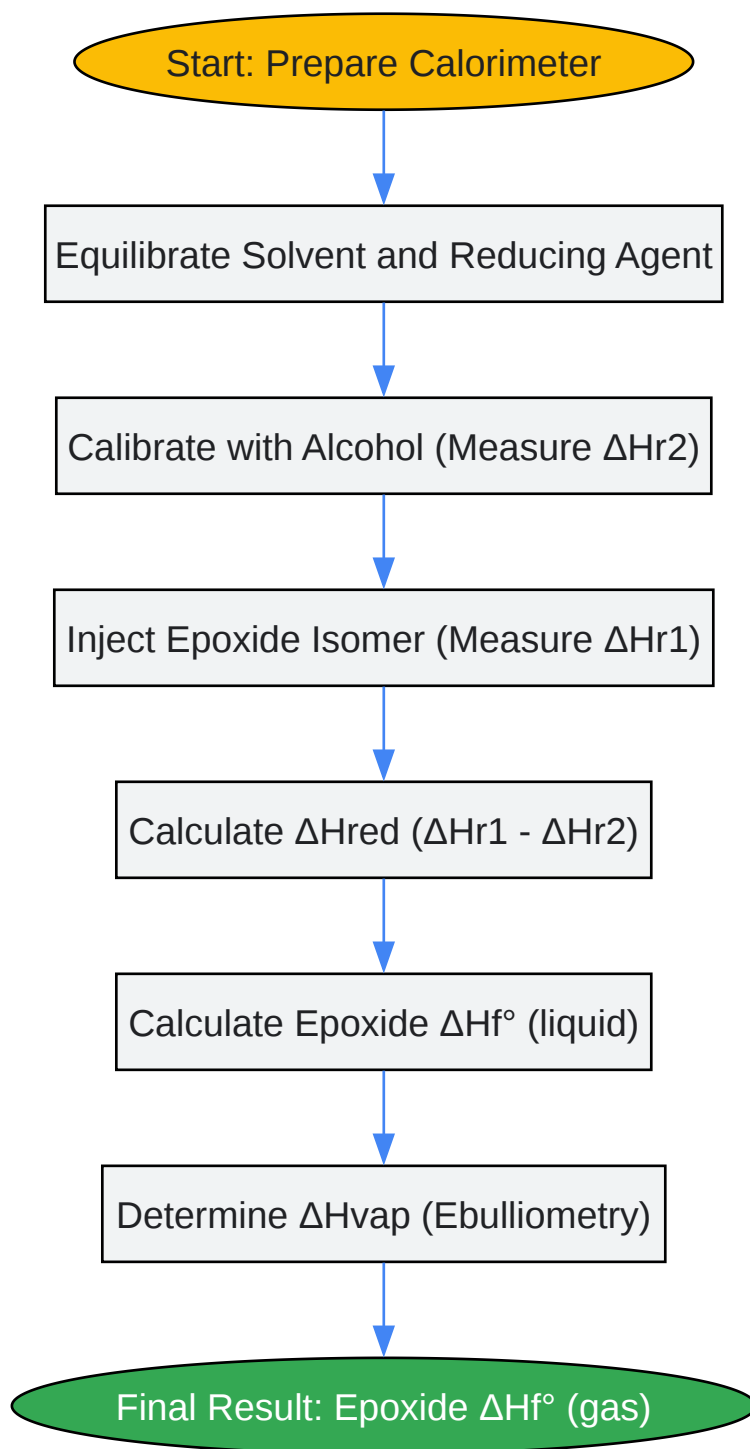 Start: Prepare Calorimeter
Equilibrate Solvent and Reducing Agent
Calibrate with Alcohol (Measure ΔHr2)
Inject Epoxide Isomer (Measure ΔHr1)
Calculate ΔHred (ΔHr1 - ΔHr2)
Calculate Epoxide ΔHf° (liquid)
Determine ΔHvap (Ebulliometry)
Final Result: Epoxide ΔHf° (gas)